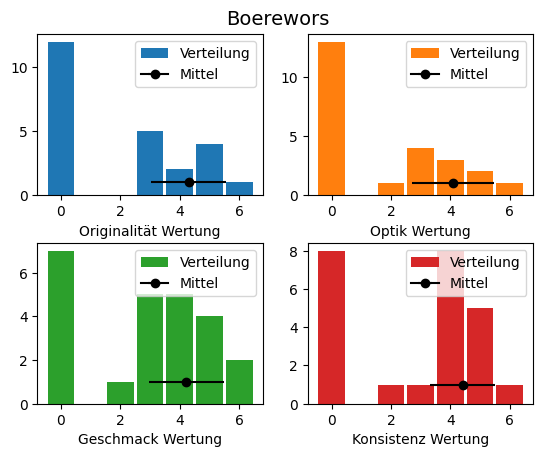 Boerewors
10
5
0
Verteilung
Mittel
0 2 4 6
Originalität Wertung
10
5
0
Verteilung
Mittel
0 2 4 6
Optik Wertung
6
4
2
0
Verteilung
Mittel
0 2 4 6
Geschmack Wertung
8
6
4
2
0
Verteilung
Mittel
0 2 4 6
Konsistenz Wertung